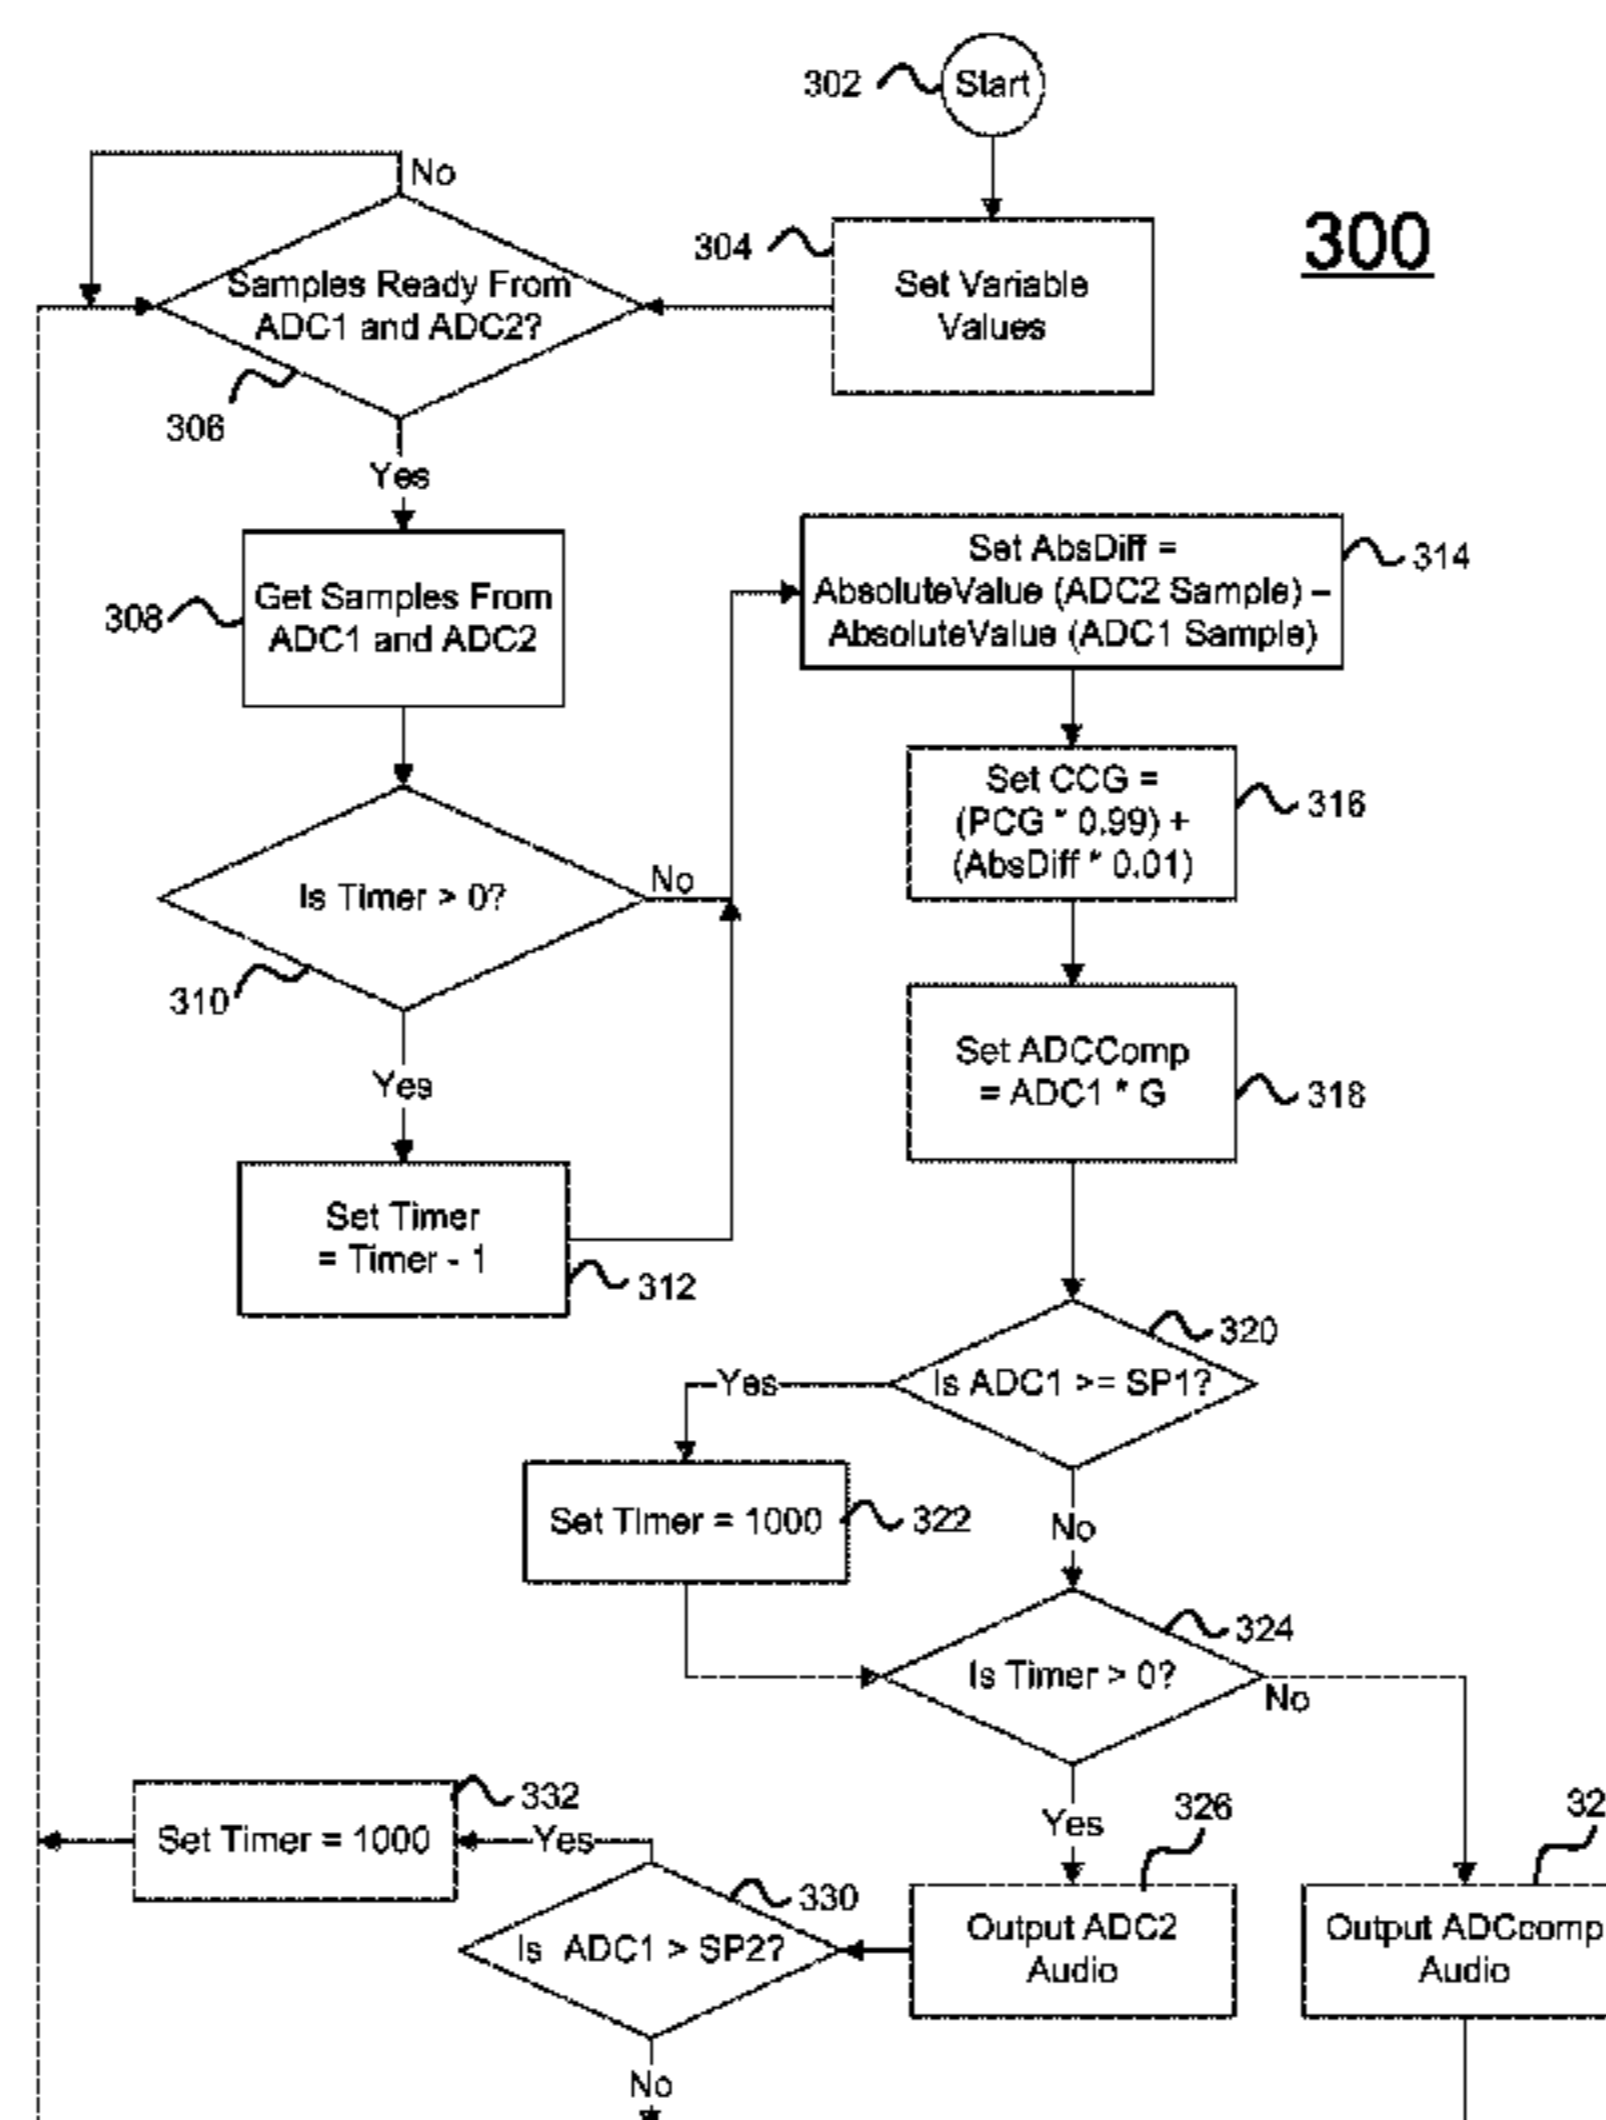 302
Start
No
300
304
Set Variable
Values
Samples Ready From
ADC1 and ADC2?
306
Yes
308
Get Samples From
ADC1 and ADC2
Set AbsDiff =
AbsoluteValue (ADC2 Sample) –
AbsoluteValue (ADC1 Sample)
314
Set CCG =
(PCG * 0.99) +
(AbsDiff * 0.01)
316
Is Timer > 0?
No
310
Yes
Set ADCComp
= ADC1 * G
318
Set Timer
= Timer - 1
312
320
Is ADC1 >= SP1?
Yes
Set Timer = 1000
322
No
324
Is Timer > 0?
No
Yes
326
32
Output ADC2
Audio
Output ADCcomp
Audio
330
Is ADC1 > SP2?
Yes
332
Set Timer = 1000
No